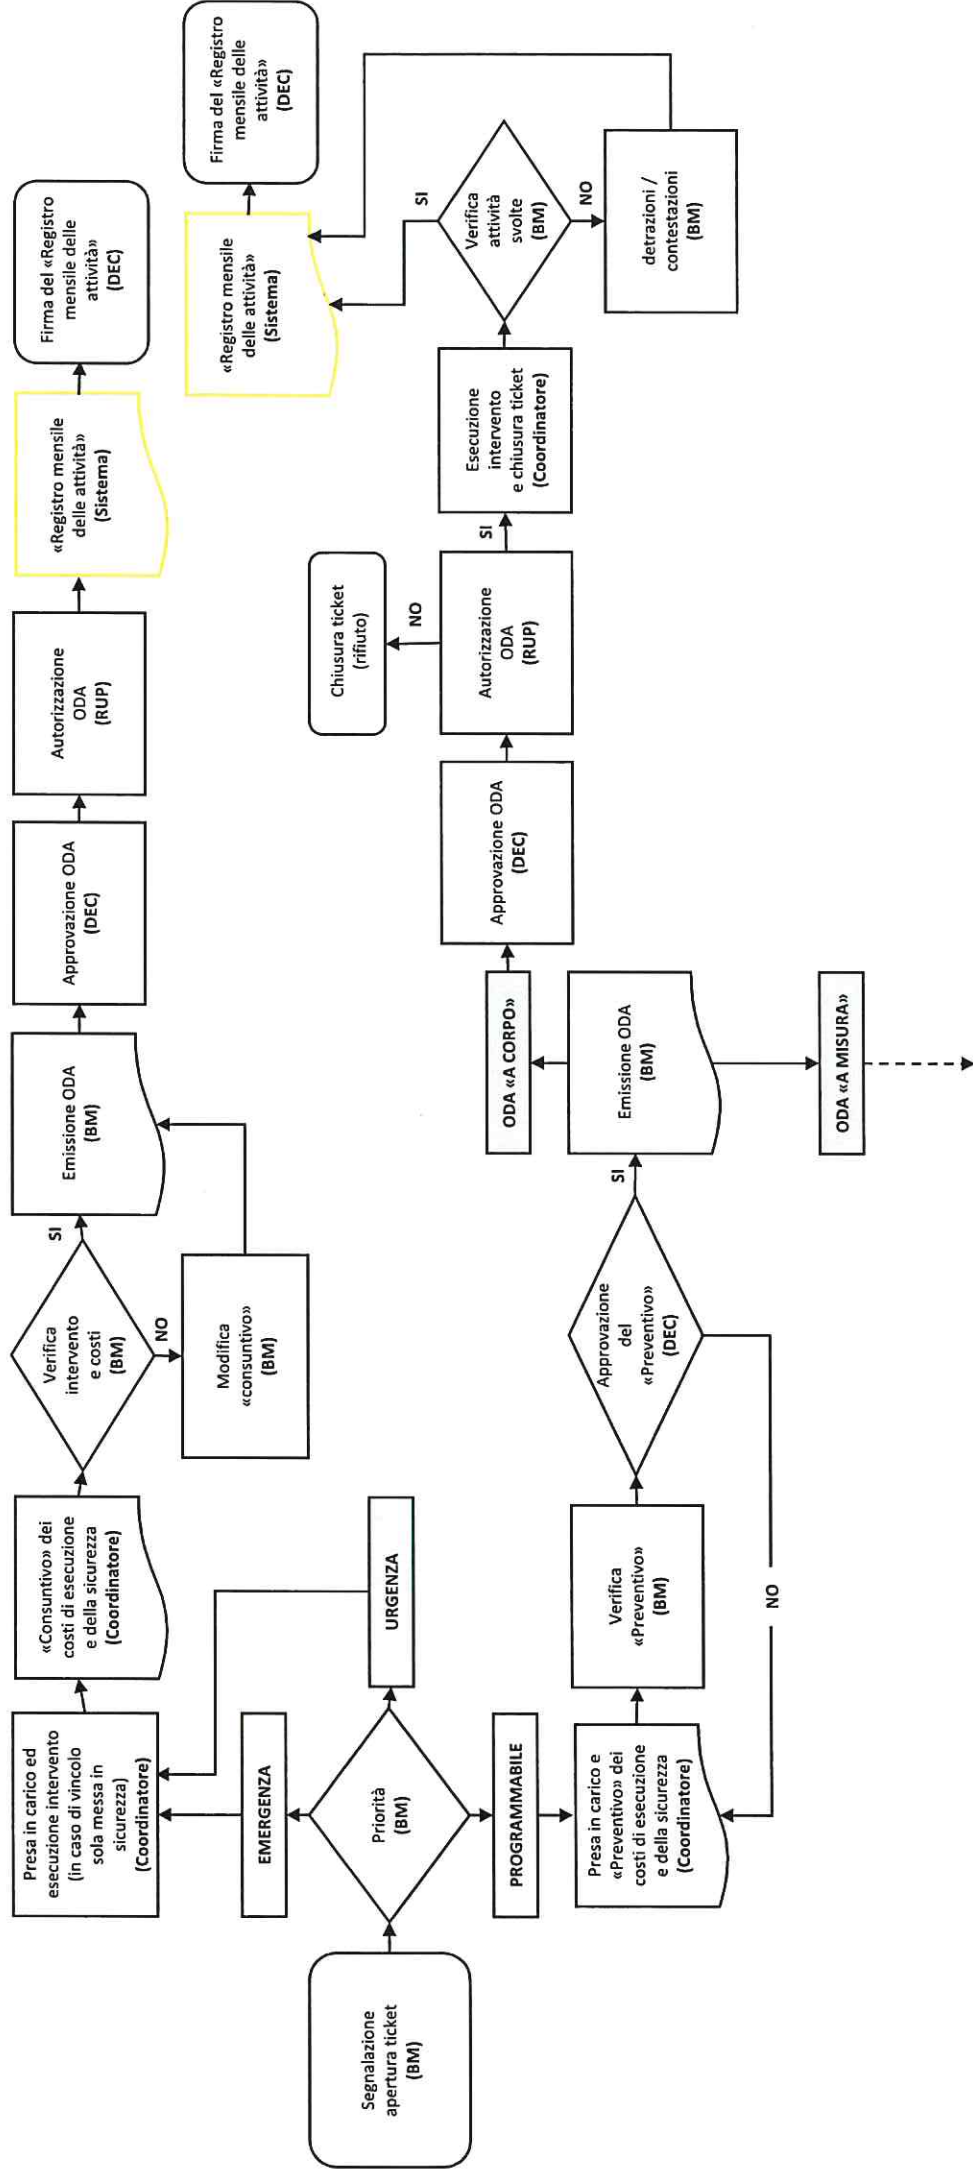 Segnalazione
apertura ticket
(BM)
Priorità
(BM)
EMERGENZA
URGENZA
PROGRAMMABILE
Presa in carico ed
esecuzione intervento
(in caso di vincolo
sola messa in
sicurezza)
(Coordinatore)
«Consuntivo» dei
costi di esecuzione
e della sicurezza
(Coordinatore)
Verifica
intervento
e costi
(BM)
SI
NO
Modifica
«consuntivo»
(BM)
Emissione ODA
(BM)
Approvazione ODA
(DEC)
Autorizzazione
ODA
(RUP)
«Registro mensile
delle attività»
(Sistema)
Firma del «Registro
mensile delle
attività»
(DEC)
Presa in carico e
«Preventivo» dei
costi di esecuzione
e della sicurezza
(Coordinatore)
Verifica
«Preventivo»
(BM)
Approvazione
del
«Preventivo»
(DEC)
NO
SI
Emissione ODA
(BM)
ODA «A CORPO»
ODA «A MISURA»
Approvazione ODA
(DEC)
Autorizzazione
ODA
(RUP)
NO
Chiusura ticket
(rifiuto)
SI
Esecuzione
intervento
e chiusura ticket
(Coordinatore)
Verifica
attività
svolte
(BM)
SI
NO
detrazioni /
contestazioni
(BM)
«Registro mensile
delle attività»
(Sistema)
Firma del «Registro
mensile delle
attività»
(DEC)